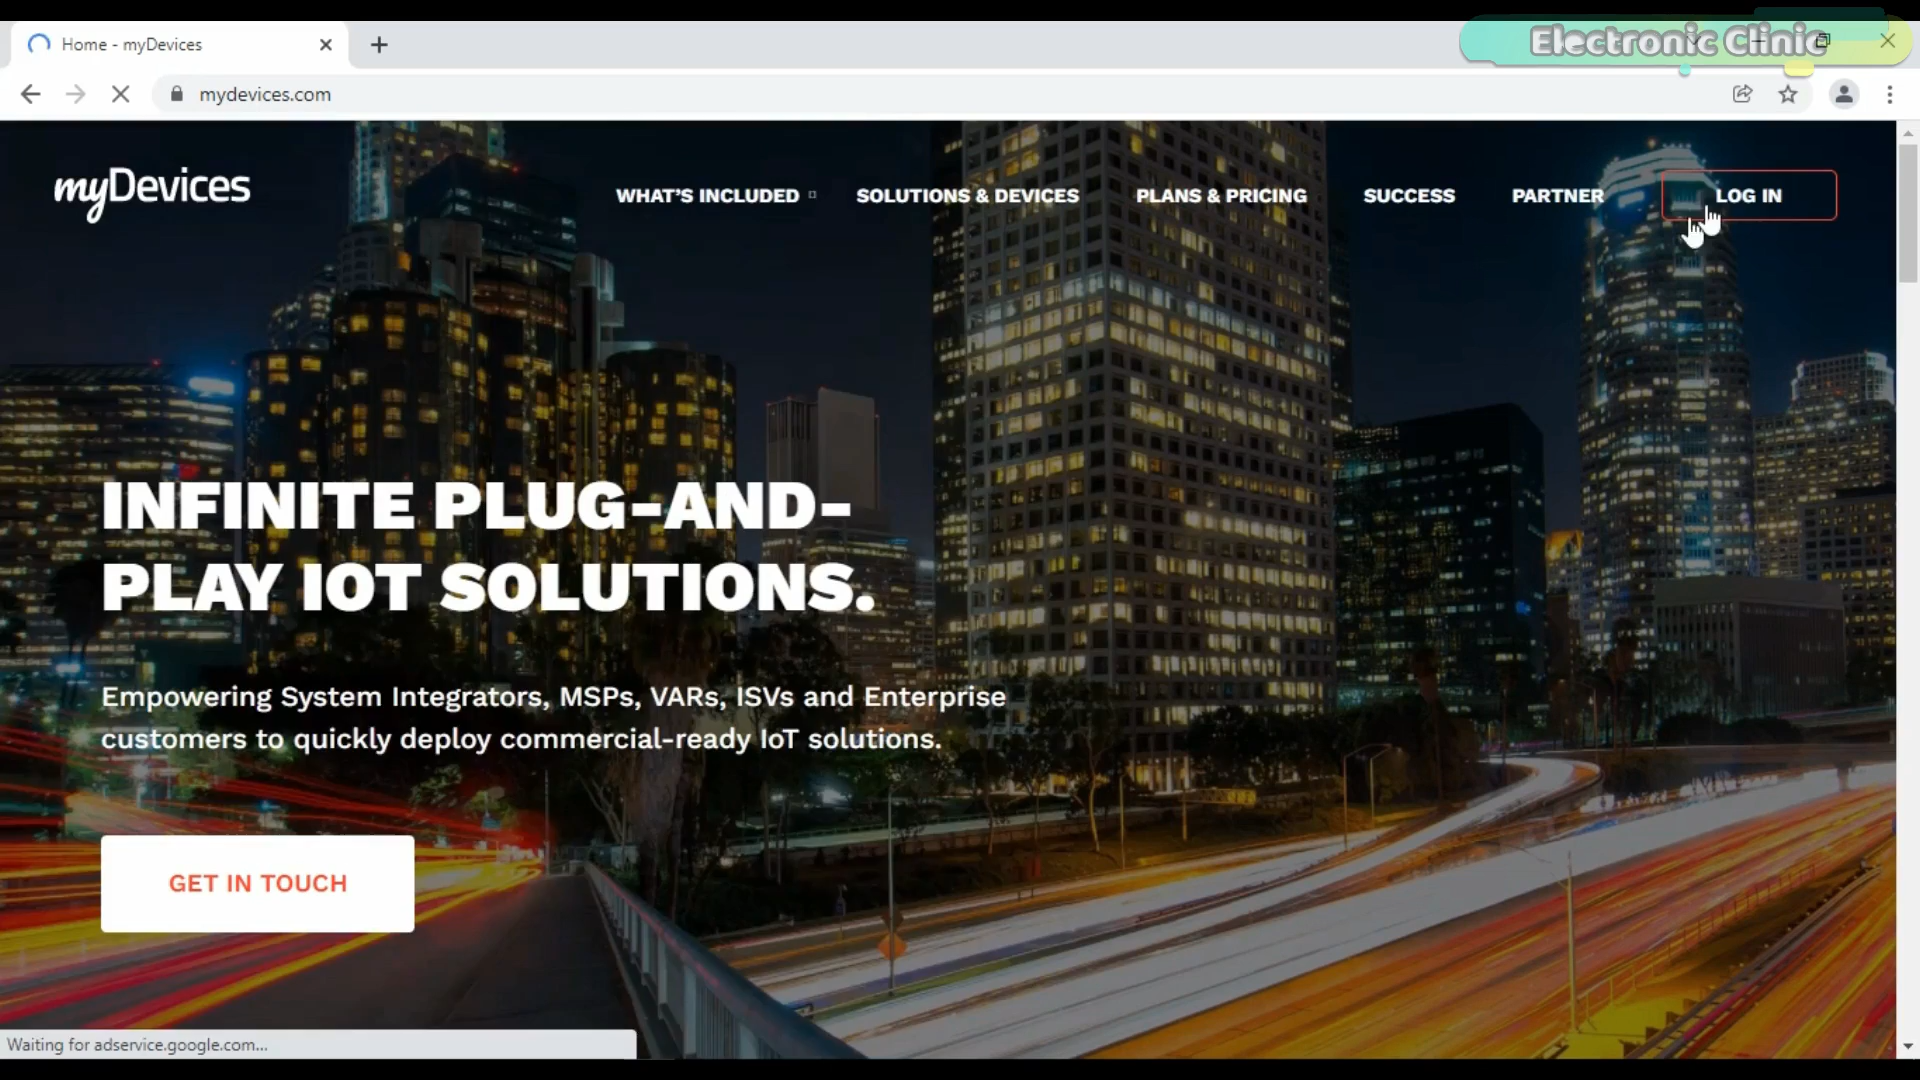 Home - myDevices
Electronic Clinic
mydevices.com
myDevices
WHAT'S INCLUDED
SOLUTIONS & DEVICES
PLANS & PRICING
SUCCESS
PARTNER
LOG IN
INFINITE PLUG-AND-
PLAY IOT SOLUTIONS.
Empowering System Integrators, MSPs, VARs, ISVs and Enterprise
customers to quickly deploy commercial-ready IoT solutions.
GET IN TOUCH
Waiting for adservice.google.com...